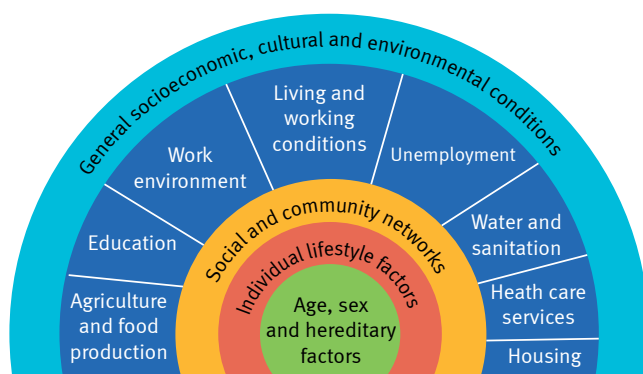 General socioeconomic, cultural and environmental conditions
Living and
working
conditions
Work
environment
Unemployment
Education
Water and
sanitation
Agriculture
and food
production
Heath care
services
Housing
Social and community networks
Individual lifestyle factors
Age, sex
and hereditary
factors